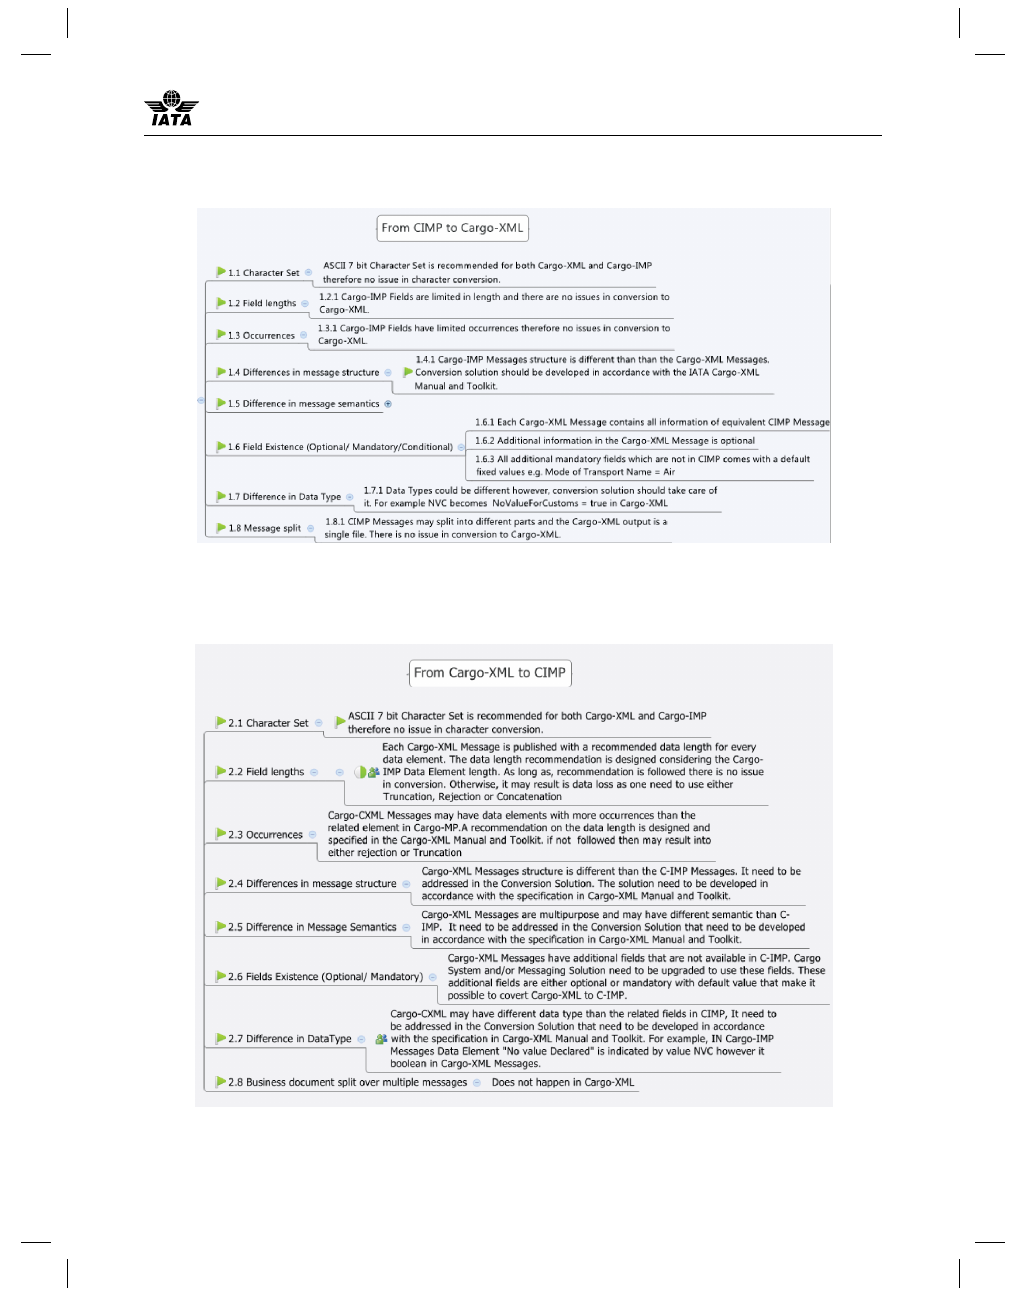 IATA
From CIMP to Cargo-XML
1.1 Character Set
ASCII 7 bit Character Set is recommended for both Cargo-XML and Cargo-IMP
therefore no issue in character conversion.
1.2 Field lengths
1.2.1 Cargo-IMP Fields are limited in length and there are no issues in conversion to
Cargo-XML.
1.3 Occurrences
1.3.1 Cargo-IMP Fields have limited occurrences therefore no issues in conversion to
Cargo-XML.
1.4 Differences in message structure
1.4.1 Cargo-IMP Messages structure is different than than the Cargo-XML Messages.
Conversion solution should be developed in accordance with the IATA Cargo-XML
Manual and Toolkit.
1.5 Difference in message semantics
1.6 Field Existence (Optional/ Mandatory/Conditional)
1.6.1 Each Cargo-XML Message contains all information of equivalent CIMP Message
1.6.2 Additional information in the Cargo-XML Message is optional
1.6.3 All additional mandatory fields which are not in CIMP comes with a default
fixed values e.g. Mode of Transport Name = Air
1.7 Difference in Data Type
1.7.1 Data Types could be different however, conversion solution should take care of
it. For example NVC becomes NoValueForCustoms = true in Cargo-XML
1.8 Message split
1.8.1 CIMP Messages may split into different parts and the Cargo-XML output is a
single file. There is no issue in conversion to Cargo-XML.
From Cargo-XML to CIMP
2.1 Character Set
ASCII 7 bit Character Set is recommended for both Cargo-XML and Cargo-IMP
therefore no issue in character conversion.
2.2 Field lengths
Each Cargo-XML Message is published with a recommended data length for every
data element. The data length recommendation is designed considering the Cargo-
IMP Data Element length. As long as, recommendation is followed there is no issue
in conversion. Otherwise, it may result is data loss as one need to use either
Truncation, Rejection or Concatenation
2.3 Occurrences
Cargo-CXML Messages may have data elements with more occurrences than the
related element in Cargo-MP.A recommendation on the data length is designed and
specified in the Cargo-XML Manual and Toolkit. if not followed then may result into
either rejection or Truncation
2.4 Differences in message structure
Cargo-XML Messages structure is different than the C-IMP Messages. It need to be
addressed in the Conversion Solution. The solution need to be developed in
accordance with the specification in Cargo-XML Manual and Toolkit.
2.5 Difference in Message Semantics
Cargo-XML Messages are multipurpose and may have different semantic than C-
IMP. It need to be addressed in the Conversion Solution that need to be developed
in accordance with the specification in Cargo-XML Manual and Toolkit.
2.6 Fields Existence (Optional/ Mandatory)
Cargo-XML Messages have additional fields that are not available in C-IMP. Cargo
System and/or Messaging Solution need to be upgraded to use these fields. These
additional fields are either optional or mandatory with default value that make it
possible to covert Cargo-XML to C-IMP.
2.7 Difference in DataType
Cargo-CXML may have different data type than the related fields in CIMP, It need to
be addressed in the Conversion Solution that need to be developed in accordance
with the specification in Cargo-XML Manual and Toolkit. For example, IN Cargo-IMP
Messages Data Element "No value Declared" is indicated by value NVC however it
boolean in Cargo-XML Messages.
2.8 Business document split over multiple messages
Does not happen in Cargo-XML